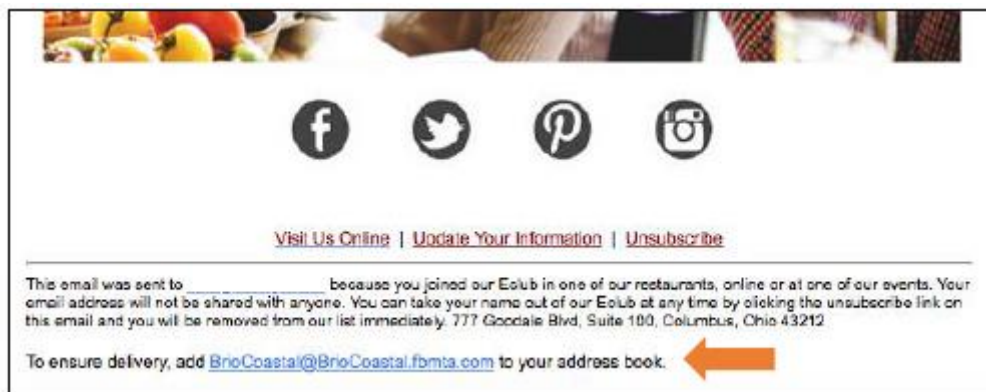 Visit Us Online | Update Your Information | Unsubscribe
This email was sent to because you joined our Eclub in one of our restaurants, online or at one of our events. Your
email address will not be shared with anyone. You can take your name out of our Eclub at any time by clicking the unsubscribe link on
this email and you will be removed from our list immediately. 777 Goodale Blvd, Suite 100, Columbus, Ohio 43212
To ensure delivery, add BrioCoastal@BrioCoastal.fbmta.com to your address book.